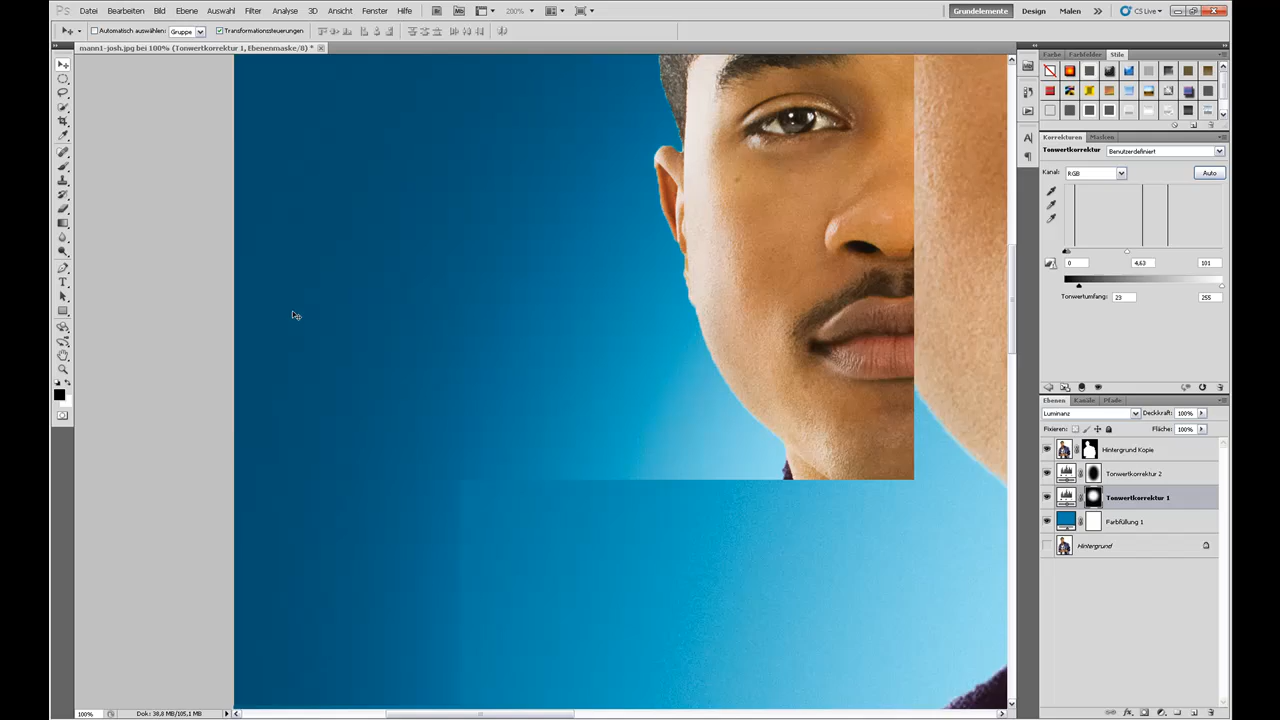 Ps Datei Bearbeiten Bild Ebene Auswahl Filter Analyse 3D Ansicht Fenster Hilfe Br Mb 200% Grundelemente Design Malen CS Live
Automatisch auswählen: Gruppe Transformationssteuerungen
mann1-josh.jpg bei 100% (Tonwertkorrektur 1, Ebenenmaske/8) *
Farbe Farbfelder Stile
Korrekturen Masken
Tonwertkorrektur Benutzerdefiniert
Kanal: RGB Auto
0 4,63 101
Tonwertumfang: 23 255
Ebenen Kanäle Pfade
Luminanz Deckkraft: 100%
Fixieren: Fläche: 100%
Hintergrund Kopie
Tonwertkorrektur 2
Tonwertkorrektur 1
Farbfüllung 1
Hintergrund
100% Dok: 38,8 MB/105,1 MB